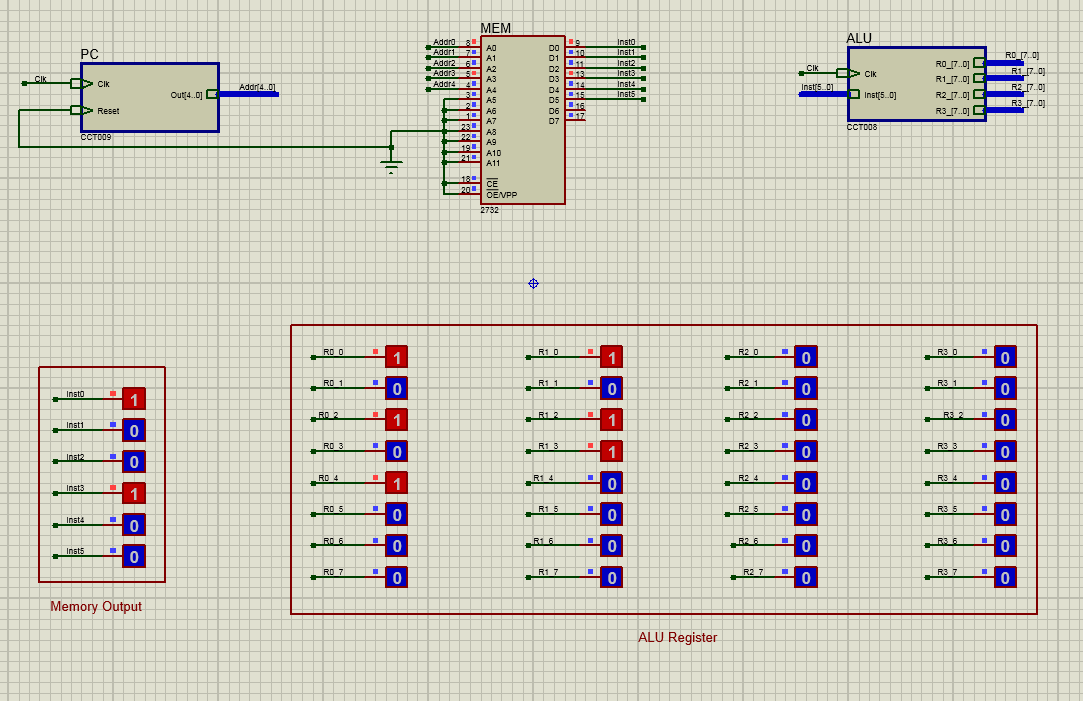 PC
Clk
Clk
Reset
Out[4..0]
Addr[4..0]
CCT009
MEM
Addr0 8 A0 D0 9 Inst0
Addr1 7 A1 D1 10 Inst1
Addr2 6 A2 D2 11 Inst2
Addr3 5 A3 D3 13 Inst3
Addr4 4 A4 D4 14 Inst4
3 A5 D5 15 Inst5
2 A6 D6 16
1 A7 D7 17
23 A8
22 A9
19 A10
21 A11
18 CE
20 OE/VPP
2732
ALU
Clk
Clk
Inst[5..0]
Inst[5..0]
R0_[7..0] R0_[7..0]
R1_[7..0] R1_[7..0]
R2_[7..0] R2_[7..0]
R3_[7..0] R3_[7..0]
CCT008
Inst0 1
Inst1 0
Inst2 0
Inst3 1
Inst4 0
Inst5 0
Memory Output
R0_0 1 R1_0 1 R2_0 0 R3_0 0
R0_1 0 R1_1 0 R2_1 0 R3_1 0
R0_2 1 R1_2 1 R2_2 0 R3_2 0
R0_3 0 R1_3 1 R2_3 0 R3_3 0
R0_4 1 R1_4 0 R2_4 0 R3_4 0
R0_5 0 R1_5 0 R2_5 0 R3_5 0
R0_6 0 R1_6 0 R2_6 0 R3_6 0
R0_7 0 R1_7 0 R2_7 0 R3_7 0
ALU Register